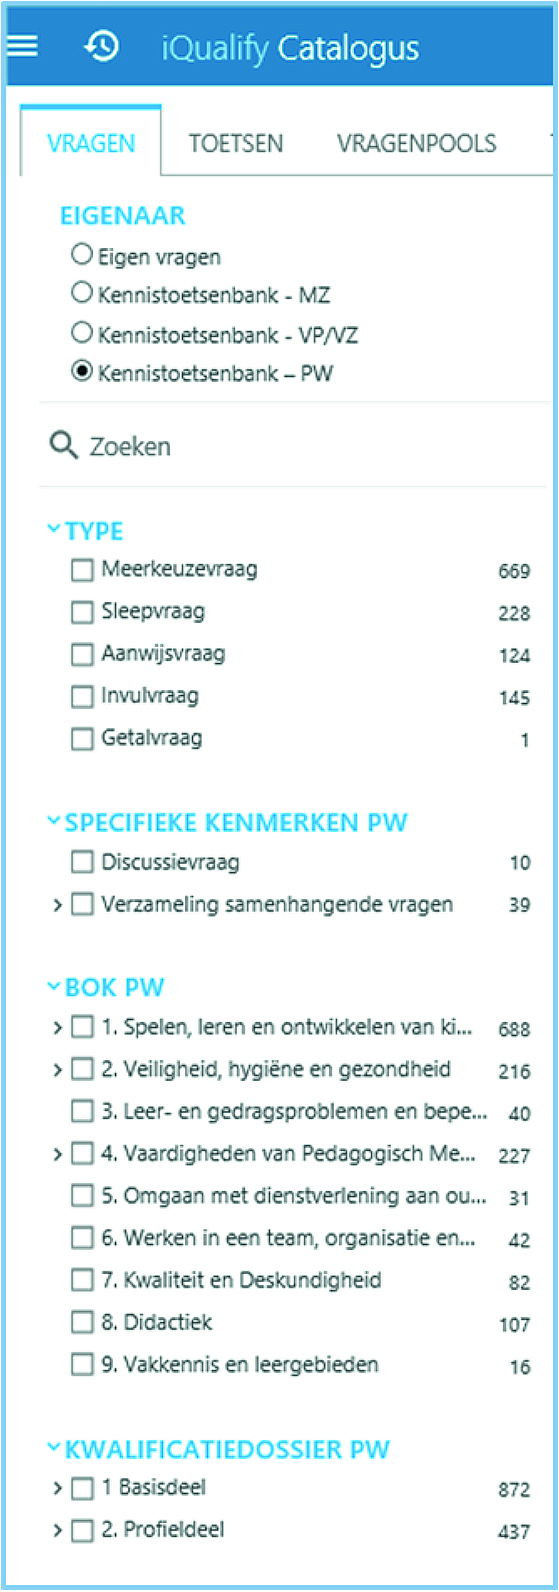 iQualify Catalogus
VRAGEN TOETSEN VRAGENPOOLS
EIGENAAR
Eigen vragen
Kennistoetsenbank - MZ
Kennistoetsenbank - VP/VZ
Kennistoetsenbank – PW
Zoeken
TYPE
Meerkeuzevraag 669
Sleepvraag 228
Aanwijsvraag 124
Invulvraag 145
Getalvraag 1
SPECIFIEKE KENMERKEN PW
Discussievraag 10
Verzameling samenhangende vragen 39
BOK PW
1. Spelen, leren en ontwikkelen van ki... 688
2. Veiligheid, hygiëne en gezondheid 216
3. Leer- en gedragsproblemen en bepe... 40
4. Vaardigheden van Pedagogisch Me... 227
5. Omgaan met dienstverlening aan ou... 31
6. Werken in een team, organisatie en... 42
7. Kwaliteit en Deskundigheid 82
8. Didactiek 107
9. Vakkennis en leergebieden 16
KWALIFICATIEDOSSIER PW
1 Basisdeel 872
2. Profieldeel 437